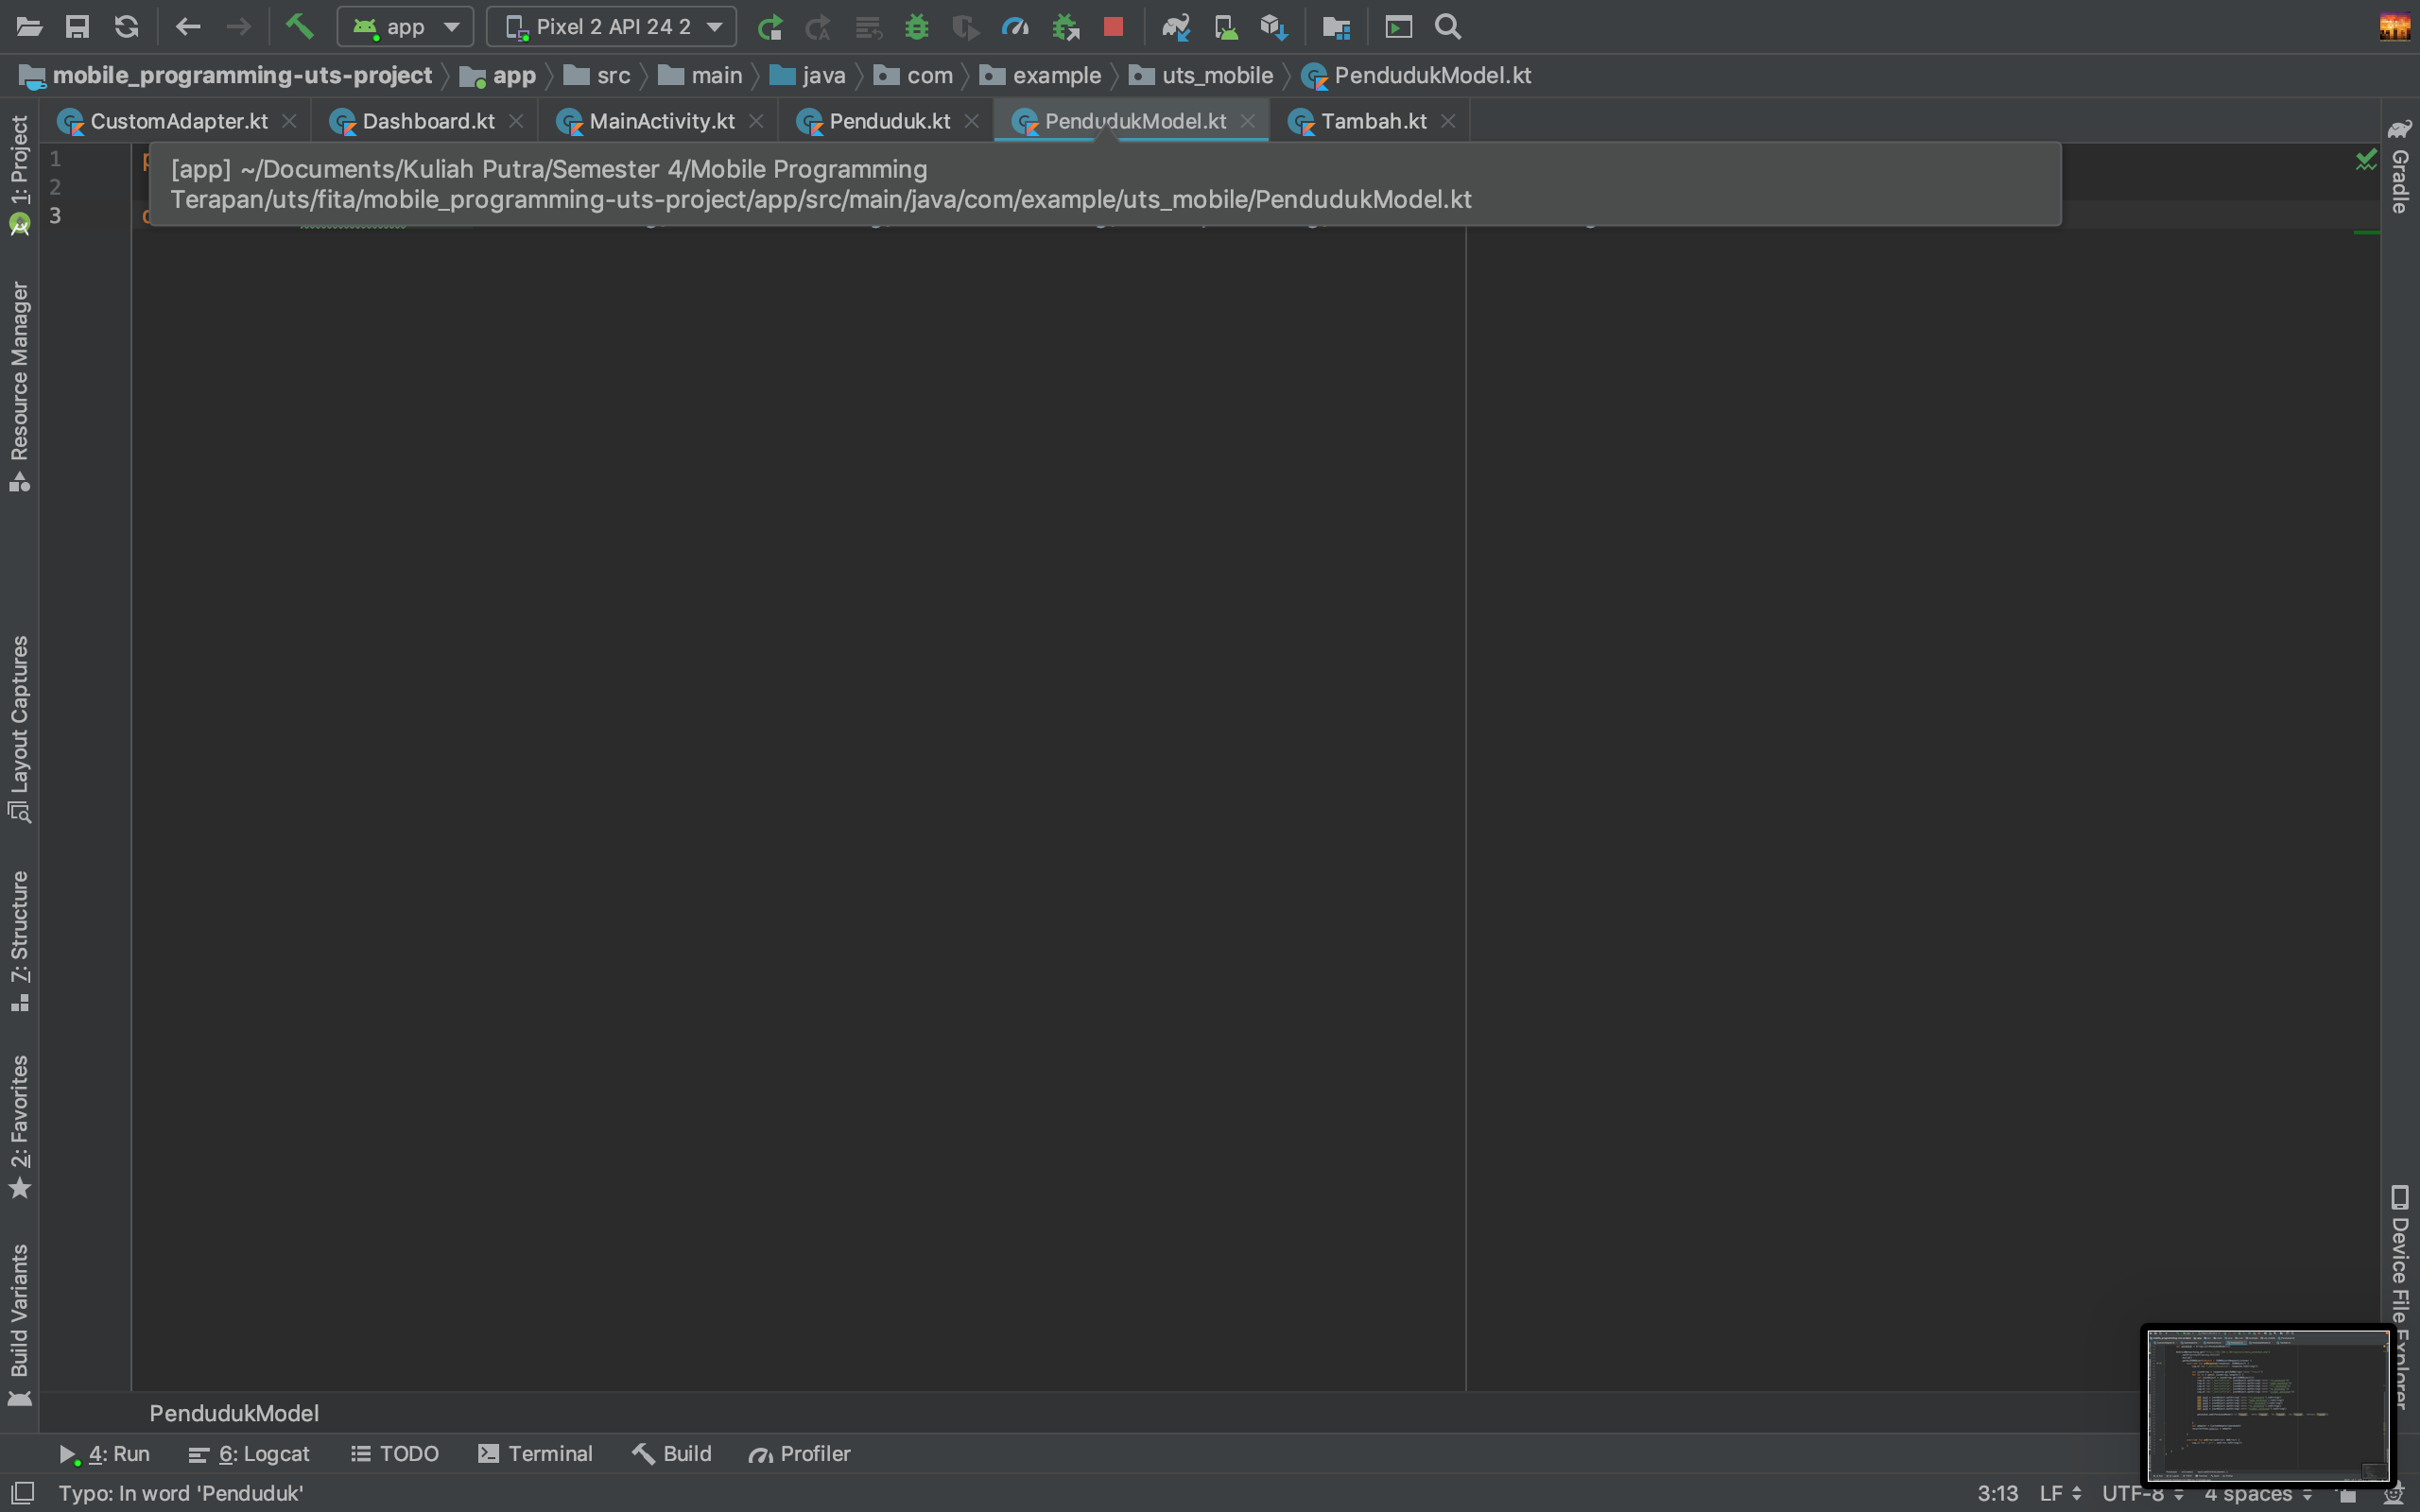 app
Pixel 2 API 24 2
mobile_programming-uts-project
app
src
main
java
com
example
uts_mobile
PendudukModel.kt
CustomAdapter.kt
Dashboard.kt
MainActivity.kt
Penduduk.kt
PendudukModel.kt
Tambah.kt
[app] ~/Documents/Kuliah Putra/Semester 4/Mobile Programming
Terapan/uts/fita/mobile_programming-uts-project/app/src/main/java/com/example/uts_mobile/PendudukModel.kt
1
2
3
1: Project
Resource Manager
Layout Captures
7: Structure
2: Favorites
Build Variants
Gradle
Device File Explorer
PendudukModel
4: Run
6: Logcat
TODO
Terminal
Build
Profiler
Typo: In word 'Penduduk'
3:13
LF
UTF-8
4 spaces